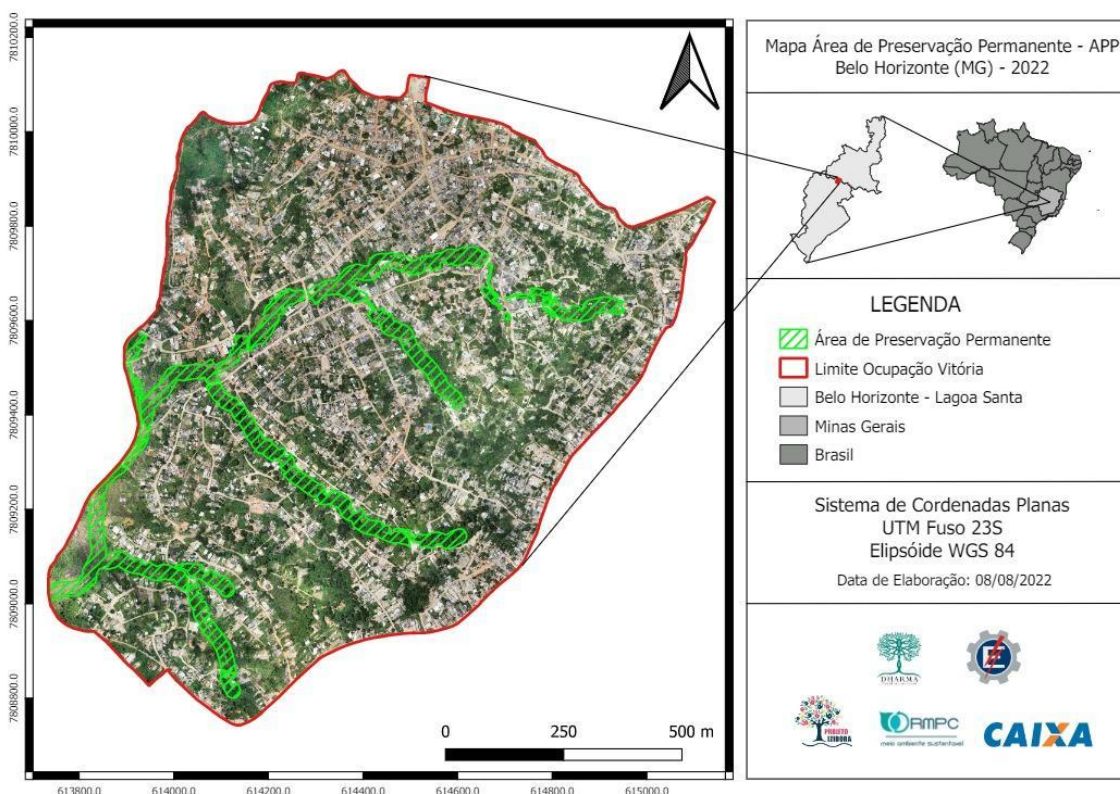 7810200.0
7810000.0
7809800.0
7809600.0
7809400.0
7809200.0
7809000.0
7808800.0
613800.0
614000.0
614200.0
614400.0
614600.0
614800.0
615000.0
0
250
500 m
Mapa Área de Preservação Permanente - APP
Belo Horizonte (MG) - 2022
LEGENDA
Área de Preservação Permanente
Limite Ocupação Vitória
Belo Horizonte - Lagoa Santa
Minas Gerais
Brasil
Sistema de Cordenadas Planas
UTM Fuso 23S
Elipsóide WGS 84
Data de Elaboração: 08/08/2022
DHARMA
PROJETO
IZIDORA
RMPC
meio ambiente sustentável
CAIXA